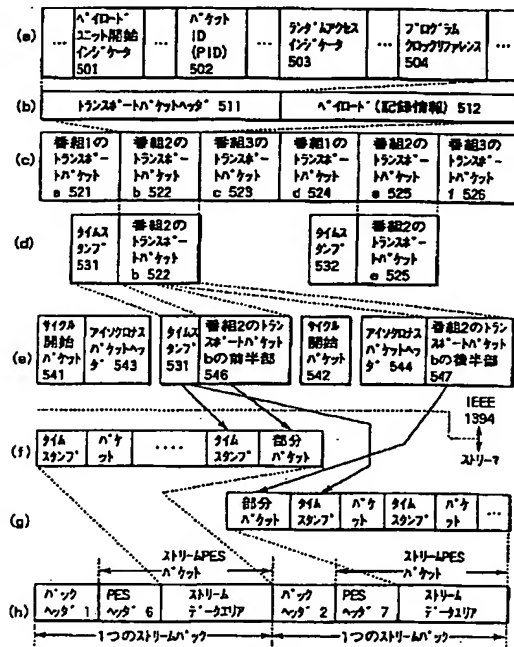 (a)
…
ペイロード
ユニット開始
インジケータ
501
…
パケット
ID
(PID)
502
…
ランダムアクセス
インジケータ
503
…
プログラム
クロックリファレンス
504
…
(b)
トランスポートパケットヘッダ 511
ペイロード(記録情報) 512
(c)
番組1の
トランスポー
トパケット
a 521
番組2の
トランスポー
トパケット
b 522
番組3の
トランスポー
トパケット
c 523
番組1の
トランスポー
トパケット
d 524
番組2の
トランスポー
トパケット
e 525
番組3の
トランスポー
トパケット
f 526
(d)
タイムス
タンプ
531
番組2の
トランスポー
トパケット
b 522
タイムス
タンプ
532
番組2の
トランスポー
トパケット
e 525
(e)
サイクル
開始
パケット
541
アイソクロナス
パケットヘッ
ダ 543
タイムス
タンプ
531
番組2のトラン
スポートパケット
bの前半部
546
サイクル
開始
パケット
542
アイソクロナス
パケットヘッ
ダ 544
番組2のトラン
スポートパケット
bの後半部
547
IEEE
1394
ストリーマ
(f)
タイム
スタンプ
パケ
ット
‥‥
タイム
スタンプ
部分
パケット
(g)
部分
パケット
タイム
スタンプ
パケ
ット
タイム
スタンプ
パケ
ット
…
ストリームPES
パケット
ストリームPES
パケット
(h)
パック
ヘッダ 1
PES
ヘッダ 6
ストリーム
データエリア
パック
ヘッダ 2
PES
ヘッダ 7
ストリーム
データエリア
1つのストリームパック
1つのストリームパック